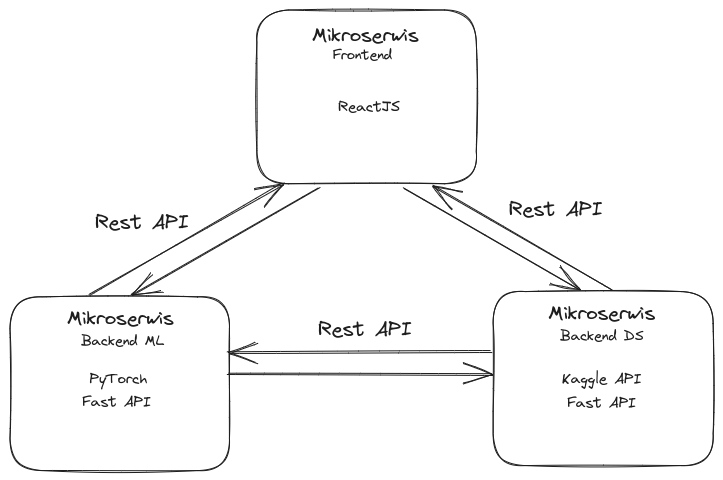 Mikroserwis
Frontend
ReactJS
Rest API
Rest API
Mikroserwis
Backend ML
PyTorch
Fast API
Rest API
Mikroserwis
Backend DS
Kaggle API
Fast API